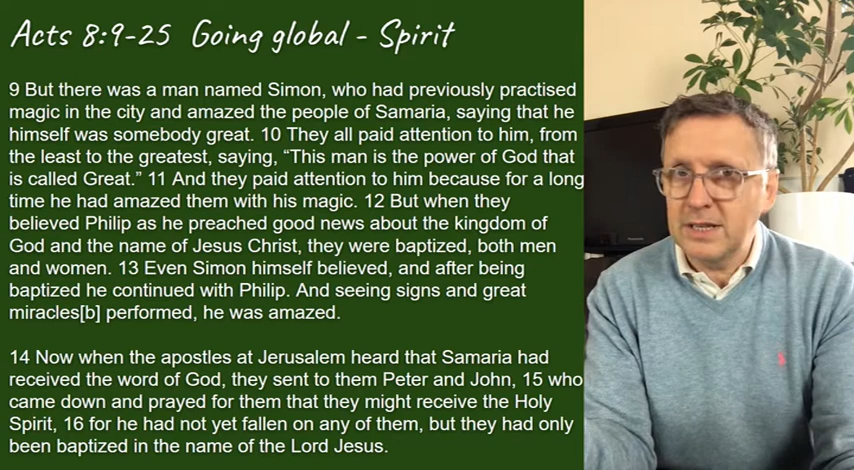 Acts 8:9-25 Going global - Spirit
9 But there was a man named Simon, who had previously practised
magic in the city and amazed the people of Samaria, saying that he
himself was somebody great. 10 They all paid attention to him, from
the least to the greatest, saying, “This man is the power of God that
is called Great.” 11 And they paid attention to him because for a long
time he had amazed them with his magic. 12 But when they
believed Philip as he preached good news about the kingdom of
God and the name of Jesus Christ, they were baptized, both men
and women. 13 Even Simon himself believed, and after being
baptized he continued with Philip. And seeing signs and great
miracles[b] performed, he was amazed.
14 Now when the apostles at Jerusalem heard that Samaria had
received the word of God, they sent to them Peter and John, 15 who
came down and prayed for them that they might receive the Holy
Spirit, 16 for he had not yet fallen on any of them, but they had only
been baptized in the name of the Lord Jesus.